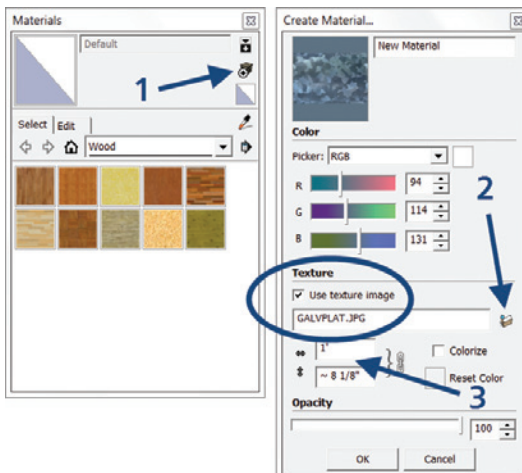 Materials
Default
1
Select
Edit
Wood
Create Material...
New Material
Color
Picker:
RGB
R
94
G
114
2
B
131
Texture
Use texture image
GALVPLAT.JPG
1'
Colorize
~ 8 1/8"
Reset Color
3
Opacity
100
OK
Cancel